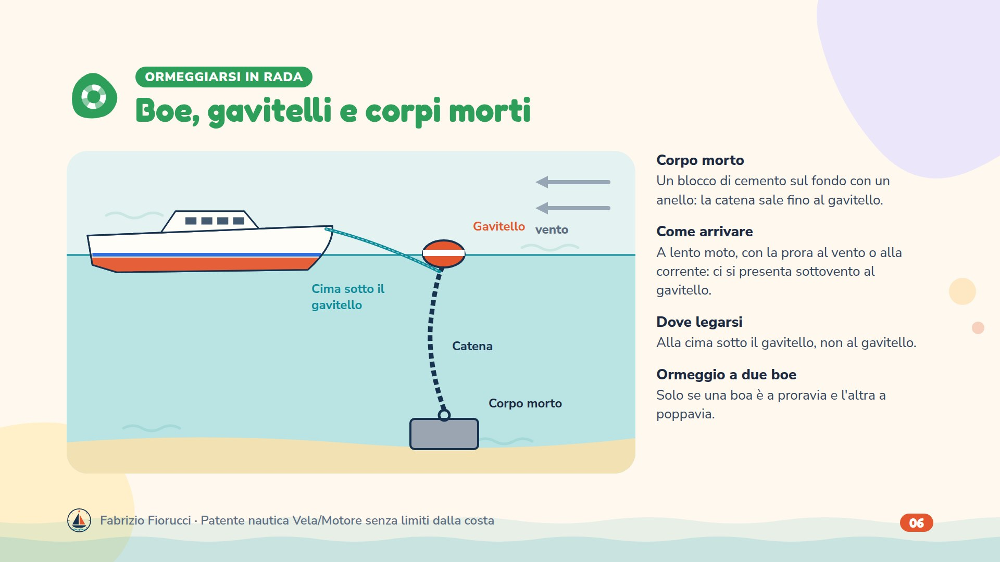 ORMEGGIARSI IN RADA
Boe, gavitelli e corpi morti
Gavitello
vento
Cima sotto il
gavitello
Catena
Corpo morto
Corpo morto
Un blocco di cemento sul fondo con un
anello: la catena sale fino al gavitello.
Come arrivare
A lento moto, con la prora al vento o alla
corrente: ci si presenta sottovento al
gavitello.
Dove legarsi
Alla cima sotto il gavitello, non al gavitello.
Ormeggio a due boe
Solo se una boa è a proravia e l'altra a
poppavia.
Fabrizio Fiorucci · Patente nautica Vela/Motore senza limiti dalla costa
06